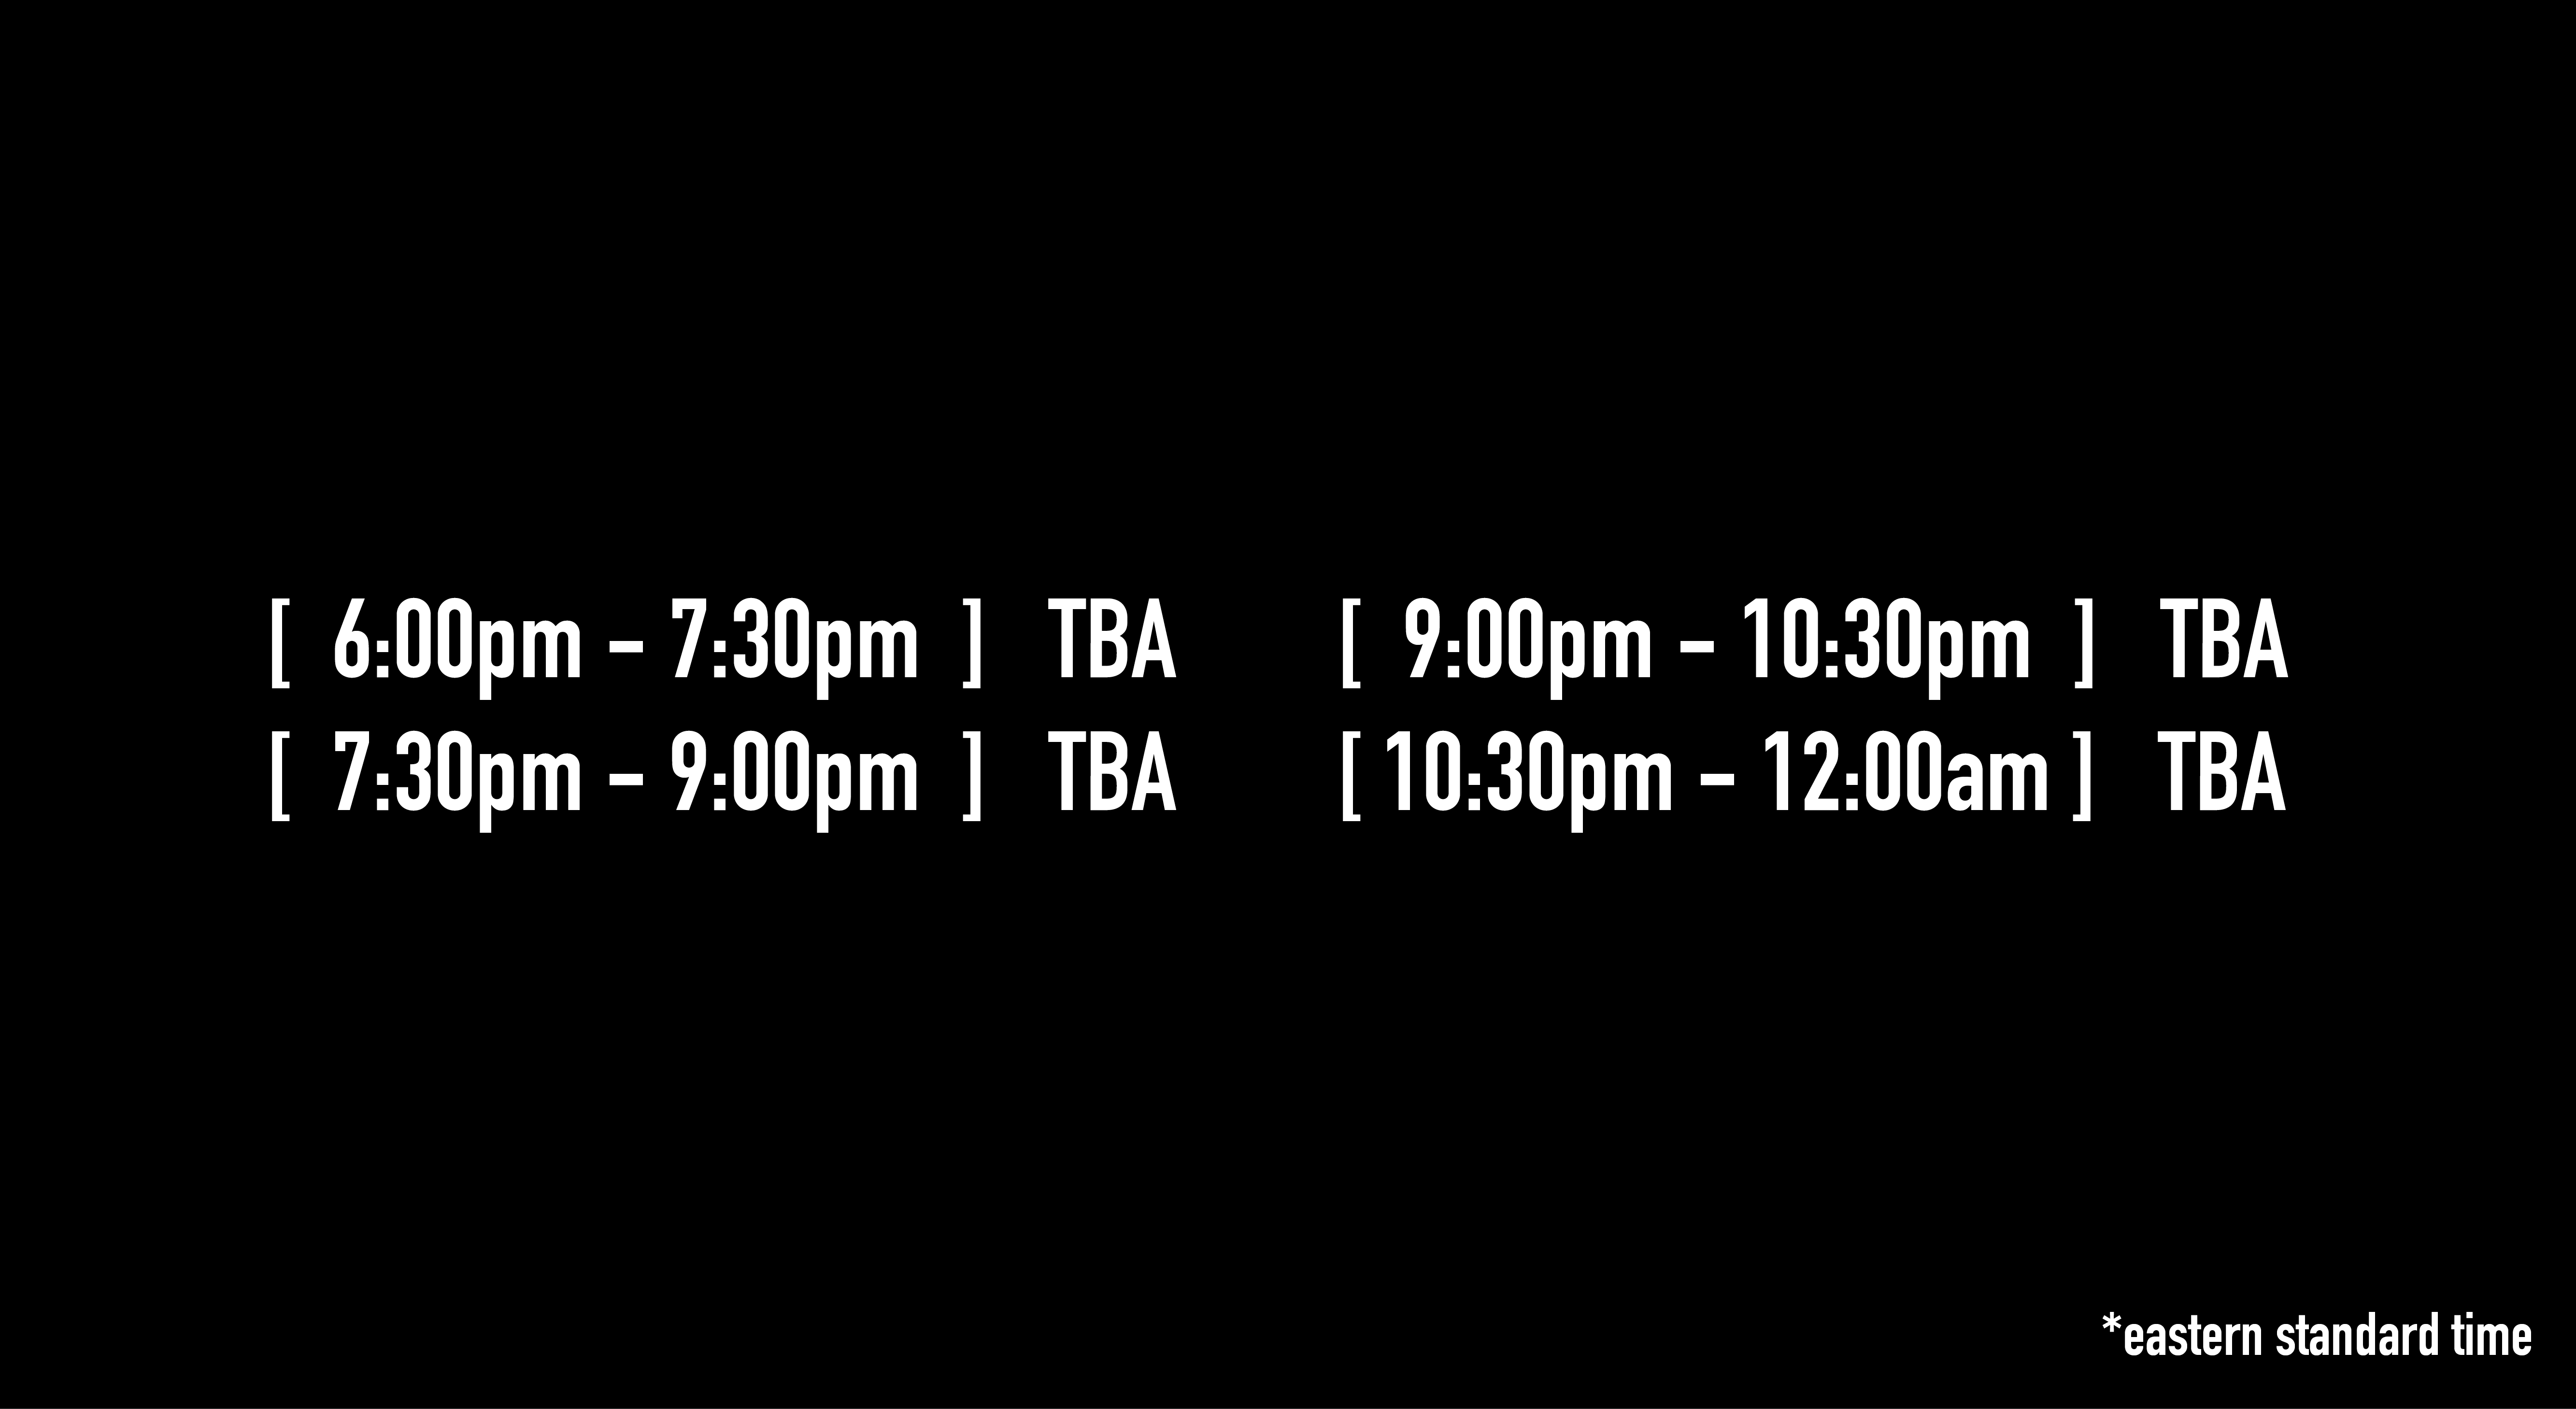 [ 6:00pm – 7:30pm ] TBA
[ 7:30pm – 9:00pm ] TBA
[ 9:00pm – 10:30pm ] TBA
[ 10:30pm – 12:00am ] TBA
*eastern standard time